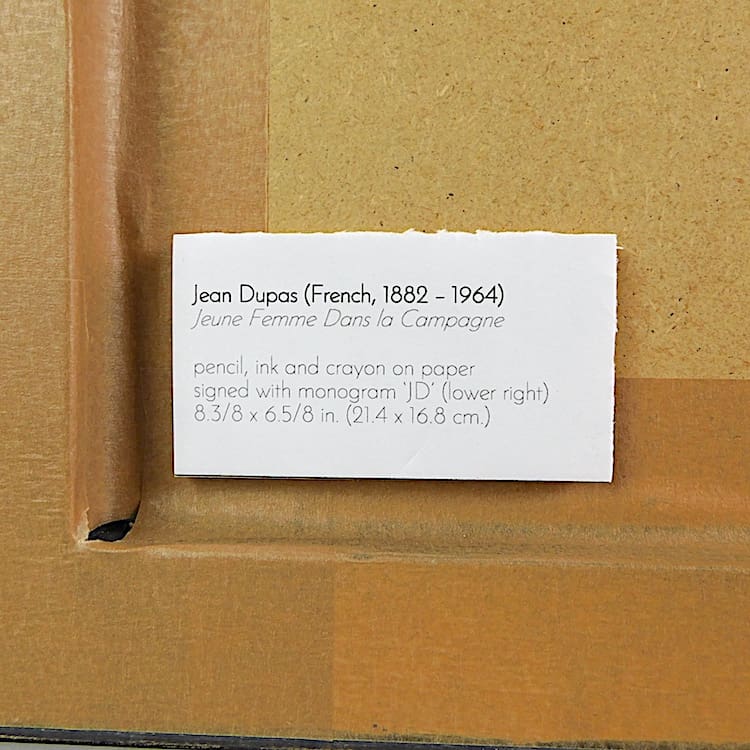 Jean Dupas (French, 1882 – 1964)
Jeune Femme Dans la Campagne
pencil, ink and crayon on paper
signed with monogram 'JD' (lower right)
8.3/8 x 6.5/8 in. (21.4 x 16.8 cm.)